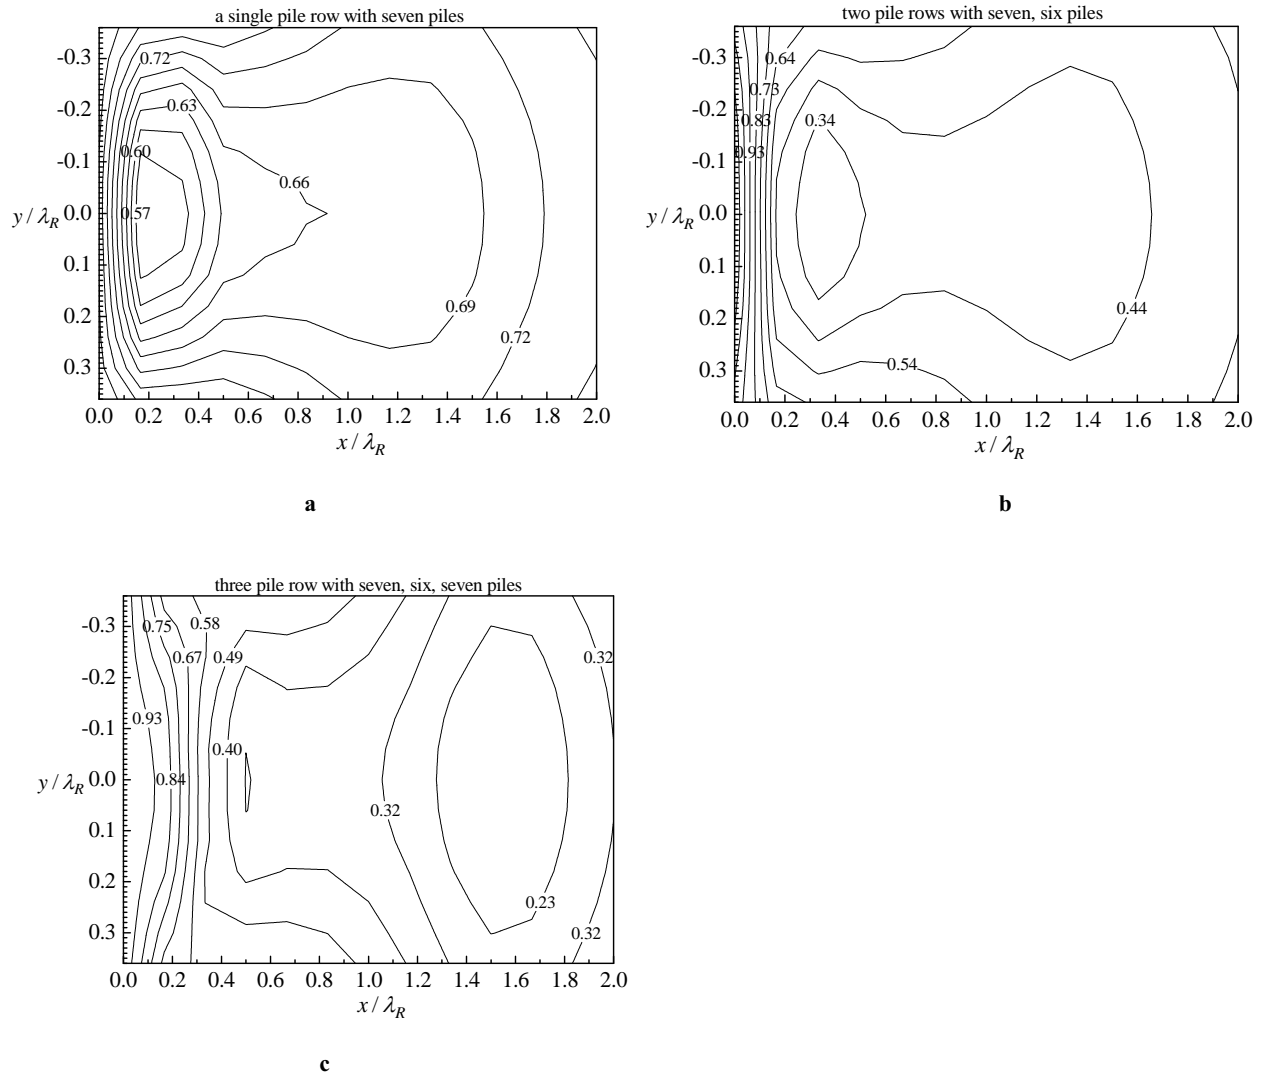 a single pile row with seven piles
-0.3
-0.2
-0.1
y / λR 0.0
0.1
0.2
0.3
0.72
0.63
0.60
0.66
0.57
0.69
0.72
0.0 0.2 0.4 0.6 0.8 1.0 1.2 1.4 1.6 1.8 2.0
x / λR
a
two pile rows with seven, six piles
-0.3
-0.2
-0.1
y / λR 0.0
0.1
0.2
0.3
0.64
0.73
0.83
0.34
0.93
0.44
0.54
0.0 0.2 0.4 0.6 0.8 1.0 1.2 1.4 1.6 1.8 2.0
x / λR
b
three pile row with seven, six, seven piles
-0.3
-0.2
-0.1
y / λR 0.0
0.1
0.2
0.3
0.75
0.58
0.67
0.49
0.32
0.93
0.40
0.84
0.32
0.23
0.32
0.0 0.2 0.4 0.6 0.8 1.0 1.2 1.4 1.6 1.8 2.0
x / λR
c